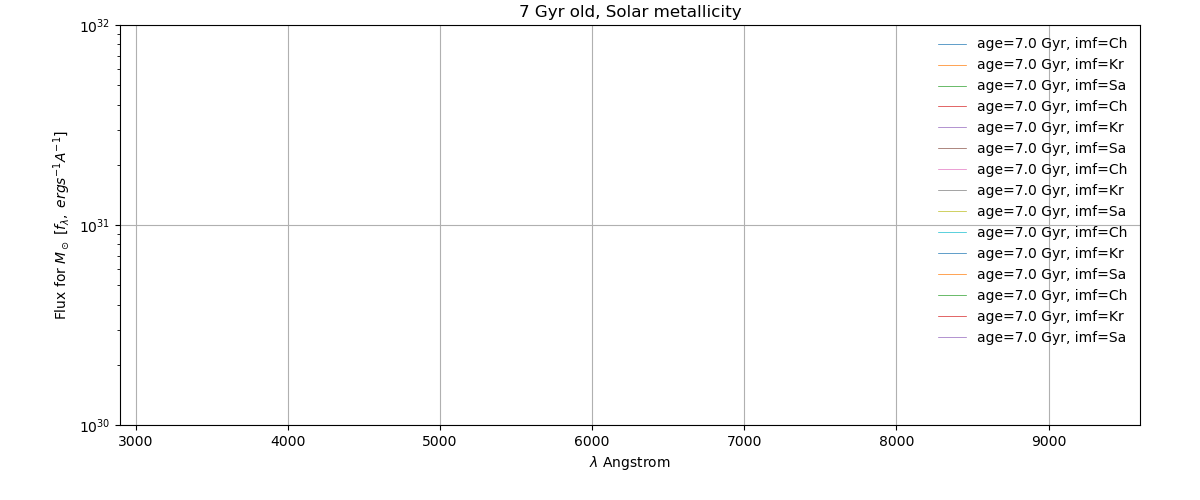 7 Gyr old, Solar metallicity
10^32
10^31
10^30
Flux for M_⊙ [f_λ, ergs^−1A^−1]
age=7.0 Gyr, imf=Ch
age=7.0 Gyr, imf=Kr
age=7.0 Gyr, imf=Sa
age=7.0 Gyr, imf=Ch
age=7.0 Gyr, imf=Kr
age=7.0 Gyr, imf=Sa
age=7.0 Gyr, imf=Ch
age=7.0 Gyr, imf=Kr
age=7.0 Gyr, imf=Sa
age=7.0 Gyr, imf=Ch
age=7.0 Gyr, imf=Kr
age=7.0 Gyr, imf=Sa
age=7.0 Gyr, imf=Ch
age=7.0 Gyr, imf=Kr
age=7.0 Gyr, imf=Sa
3000 4000 5000 6000 7000 8000 9000
λ Angstrom